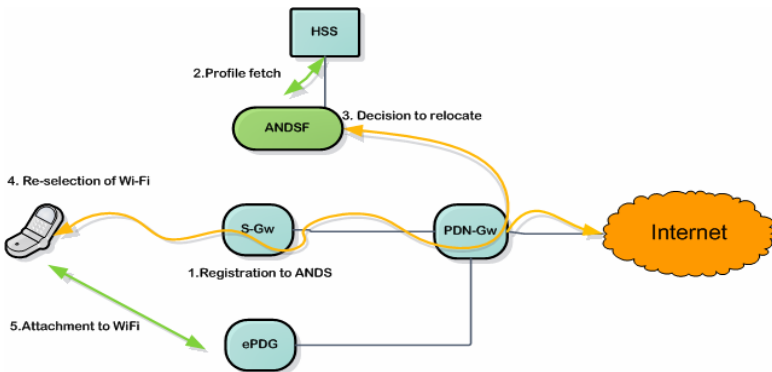 HSS
2.Profile fetch
3. Decision to relocate
ANDSF
4. Re-selection of Wi-Fi
S-Gw
PDN-Gw
Internet
1.Registration to ANDS
5.Attachment to WiFi
ePDG